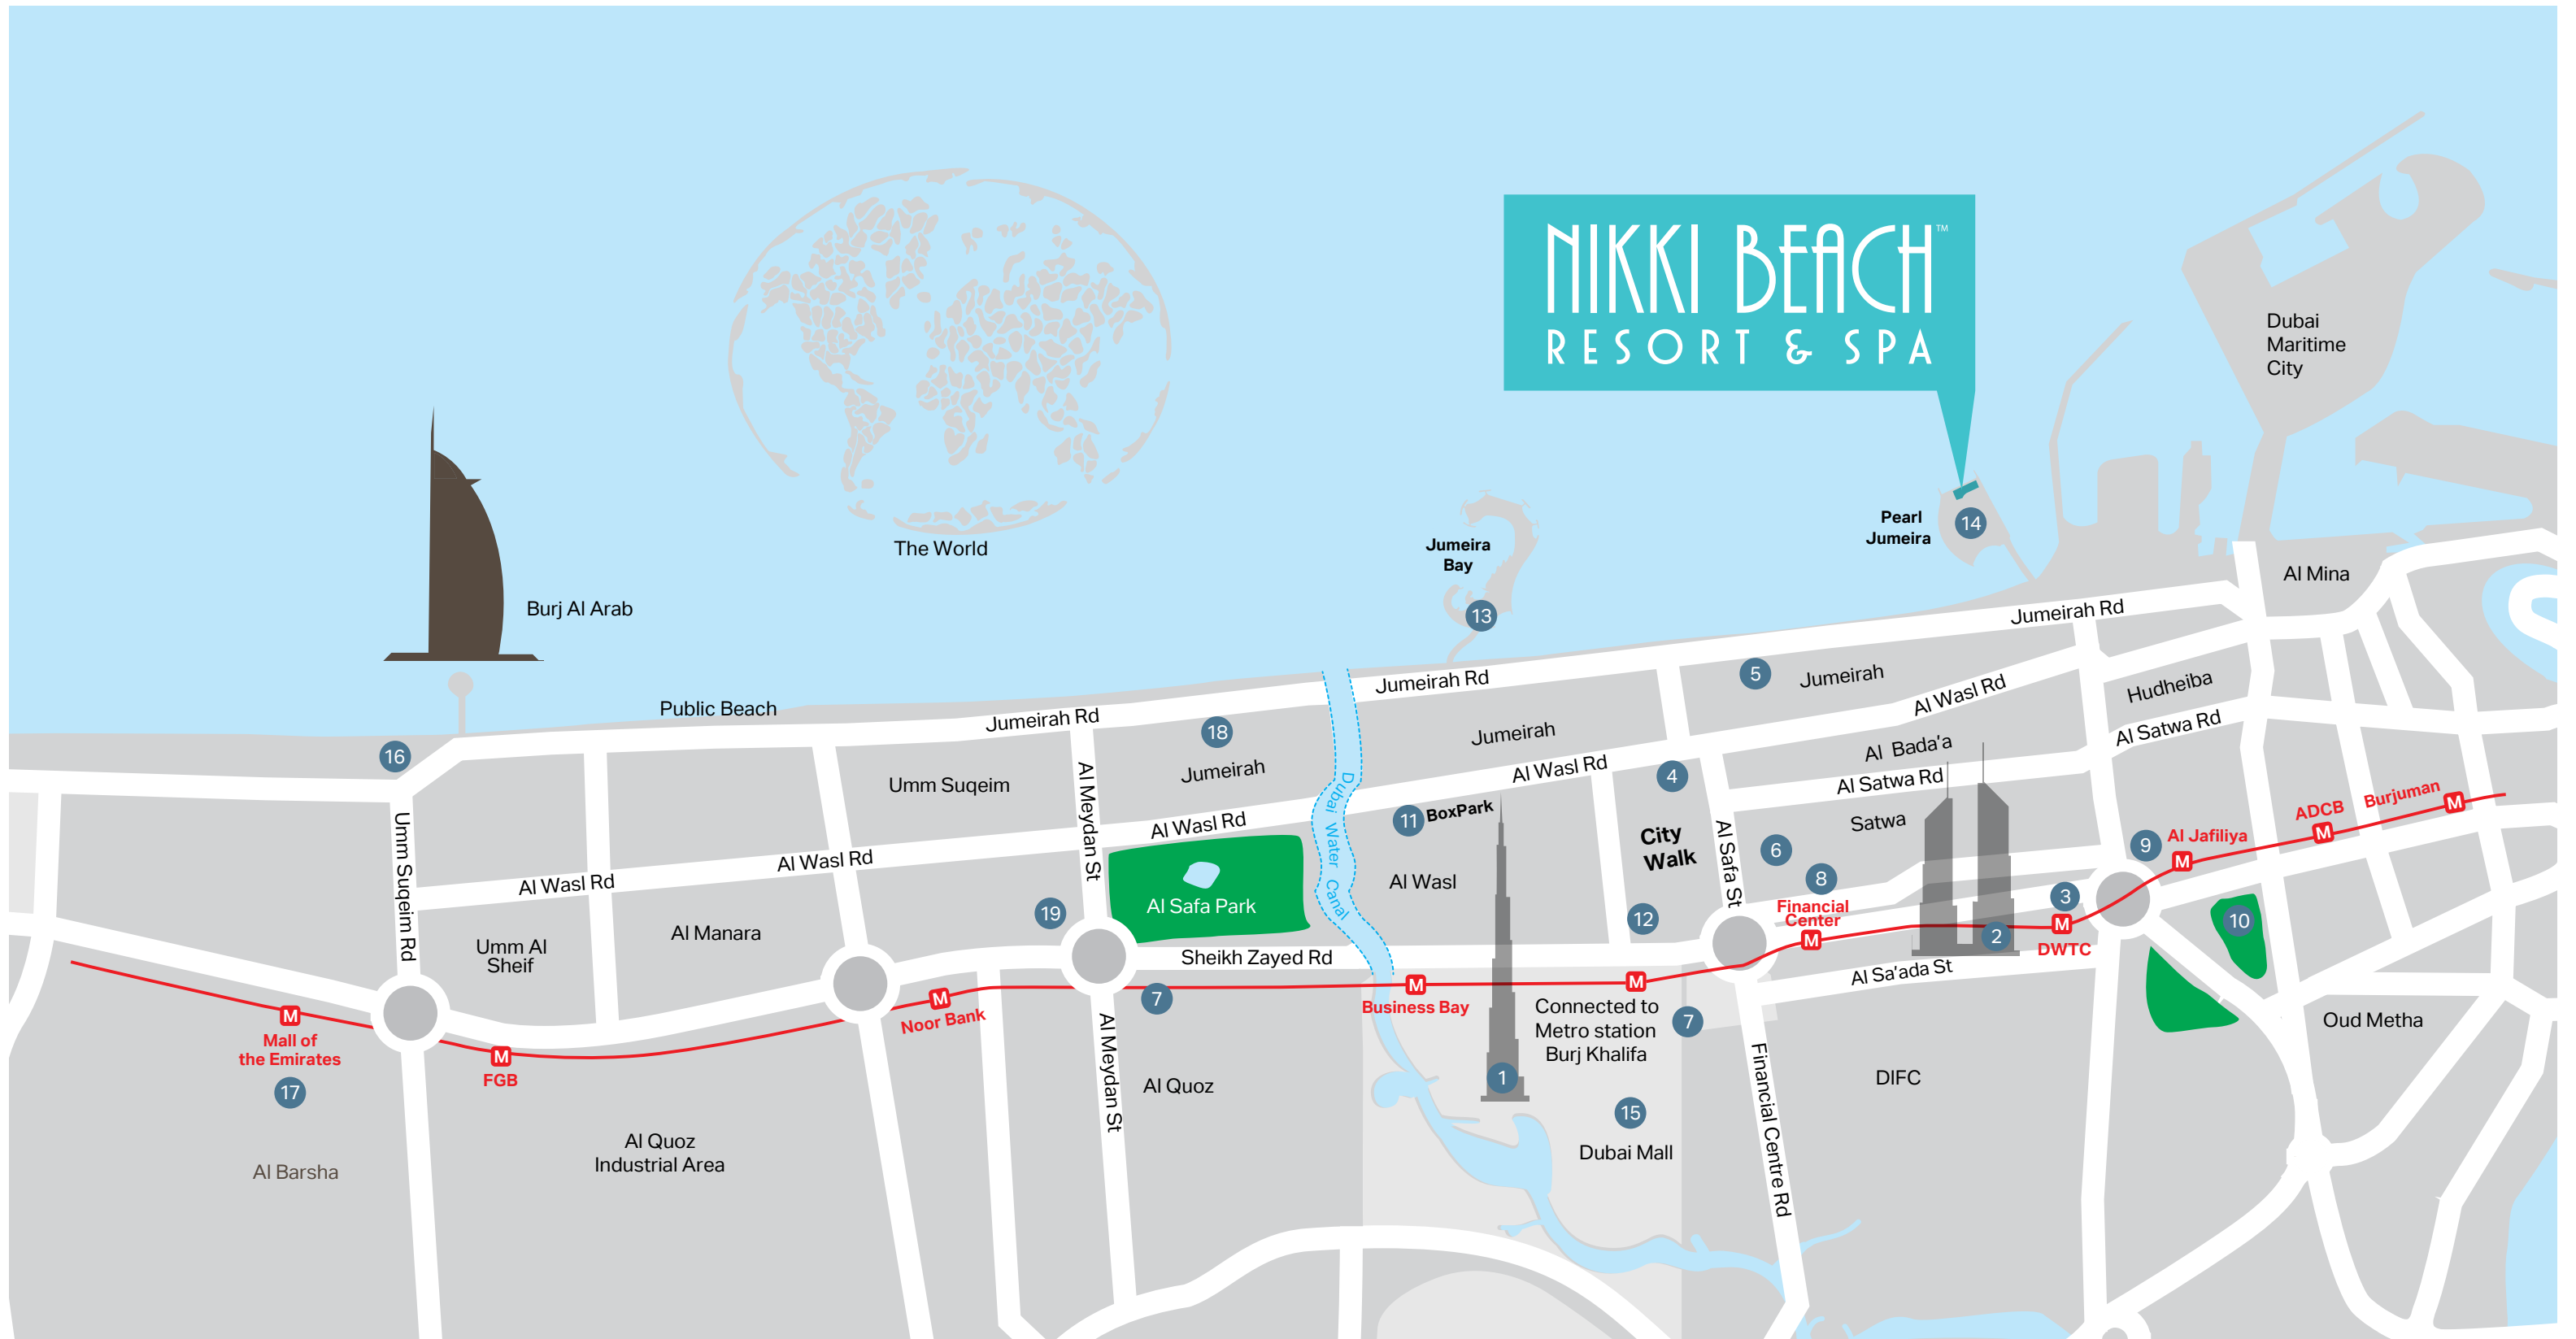 NIKKI BEACH™
RESORT & SPA
Dubai
Maritime
City
Pearl
Jumeira
14
Jumeira
Bay
13
The World
Burj Al Arab
Al Mina
Jumeirah Rd
Jumeirah Rd
Jumeirah Rd
Public Beach
16
18
5
Jumeirah
Jumeirah
Jumeirah
Hudheiba
Al Wasl Rd
Al Wasl Rd
Al Wasl Rd
Al Wasl Rd
Al Wasl Rd
Al Satwa Rd
Al Satwa Rd
Al Bada'a
Umm Suqeim
Al Meydan St
Dubai Water Canal
4
11
BoxPark
City
Walk
Al Safa St
6
Satwa
8
9
Al Jafiliya
M
ADCB
M
Burjuman
M
Umm Suqeim Rd
Umm Al
Sheif
Al Manara
19
Al Safa Park
Al Wasl
12
Financial
Center
M
2
3
M
DWTC
10
Sheikh Zayed Rd
Al Sa'ada St
M
Mall of
the Emirates
17
M
FGB
M
Noor Bank
7
M
Business Bay
M
Connected to
Metro station
Burj Khalifa
7
1
15
Dubai Mall
Financial Centre Rd
DIFC
Oud Metha
Al Barsha
Al Quoz
Industrial Area
Al Meydan St
Al Quoz